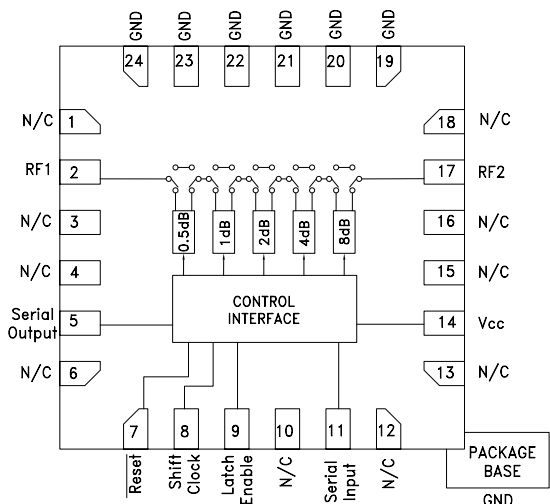 GND GND GND GND GND GND
24 23 22 21 20 19
N/C 1
18 N/C
RF1 2
17 RF2
N/C 3
16 N/C
N/C 4
15 N/C
0.5dB 1dB 2dB 4dB 8dB
CONTROL
INTERFACE
Serial
Output
5
14 Vcc
N/C 6
13 N/C
7 8 9 10 11 12
Reset
Shift
Clock
Latch
Enable
N/C
Serial
Input
N/C
PACKAGE
BASE
GND